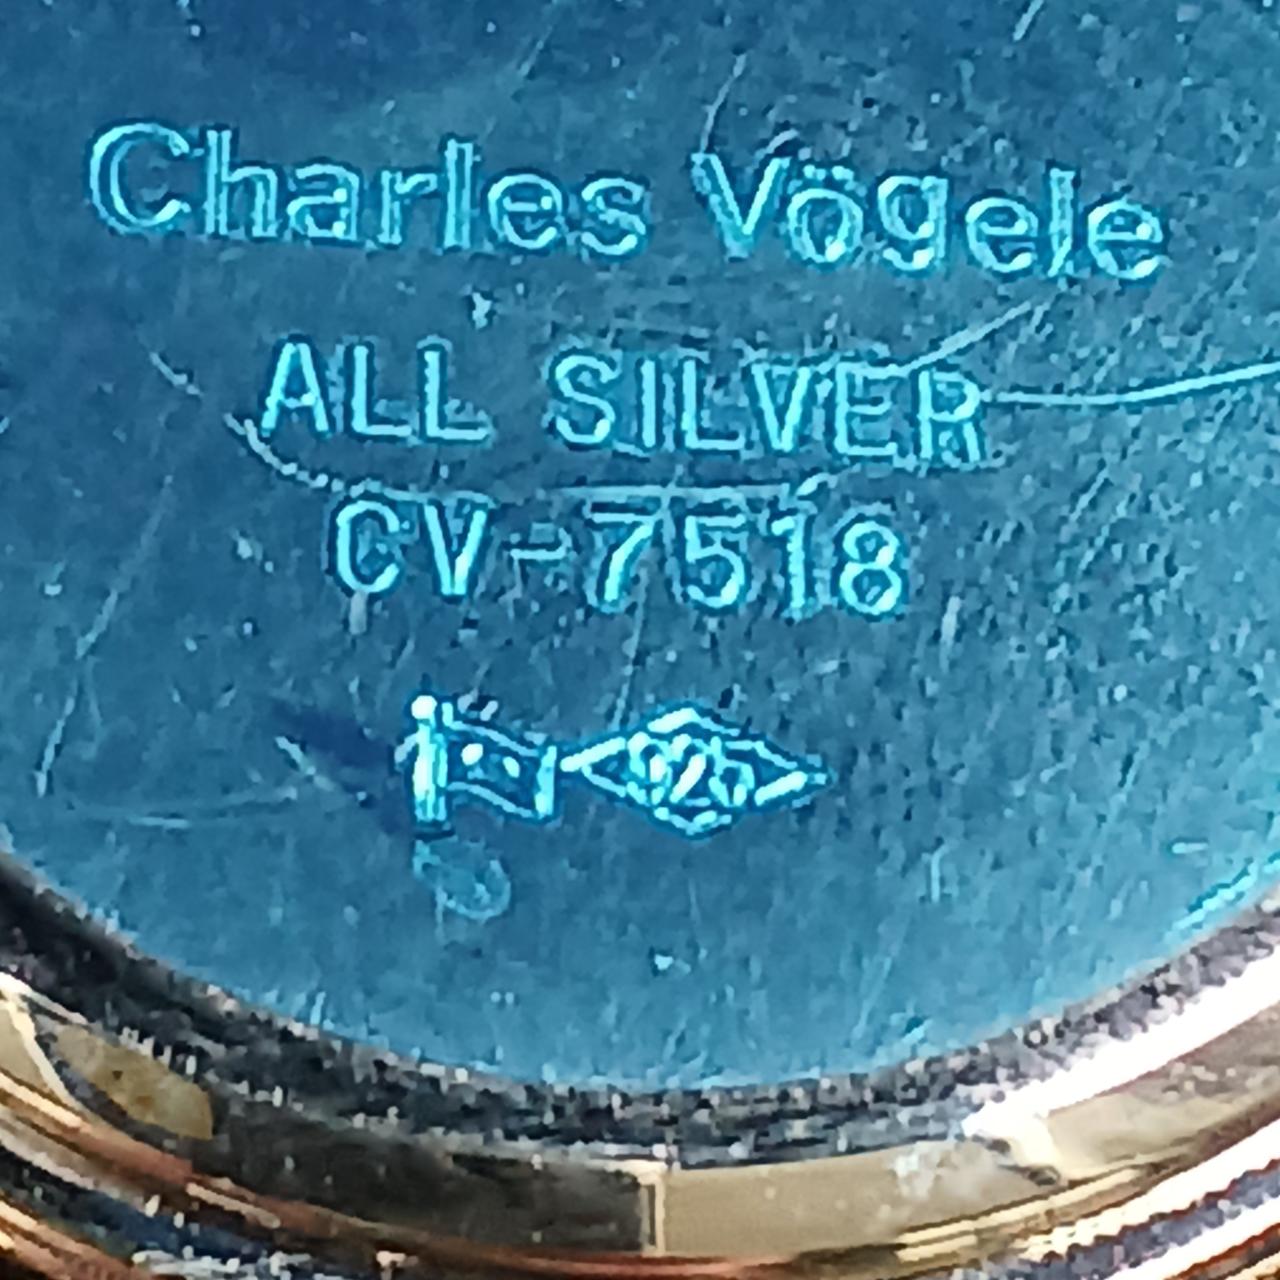 Charles Vögele
ALL SILVER
CV-7518
925